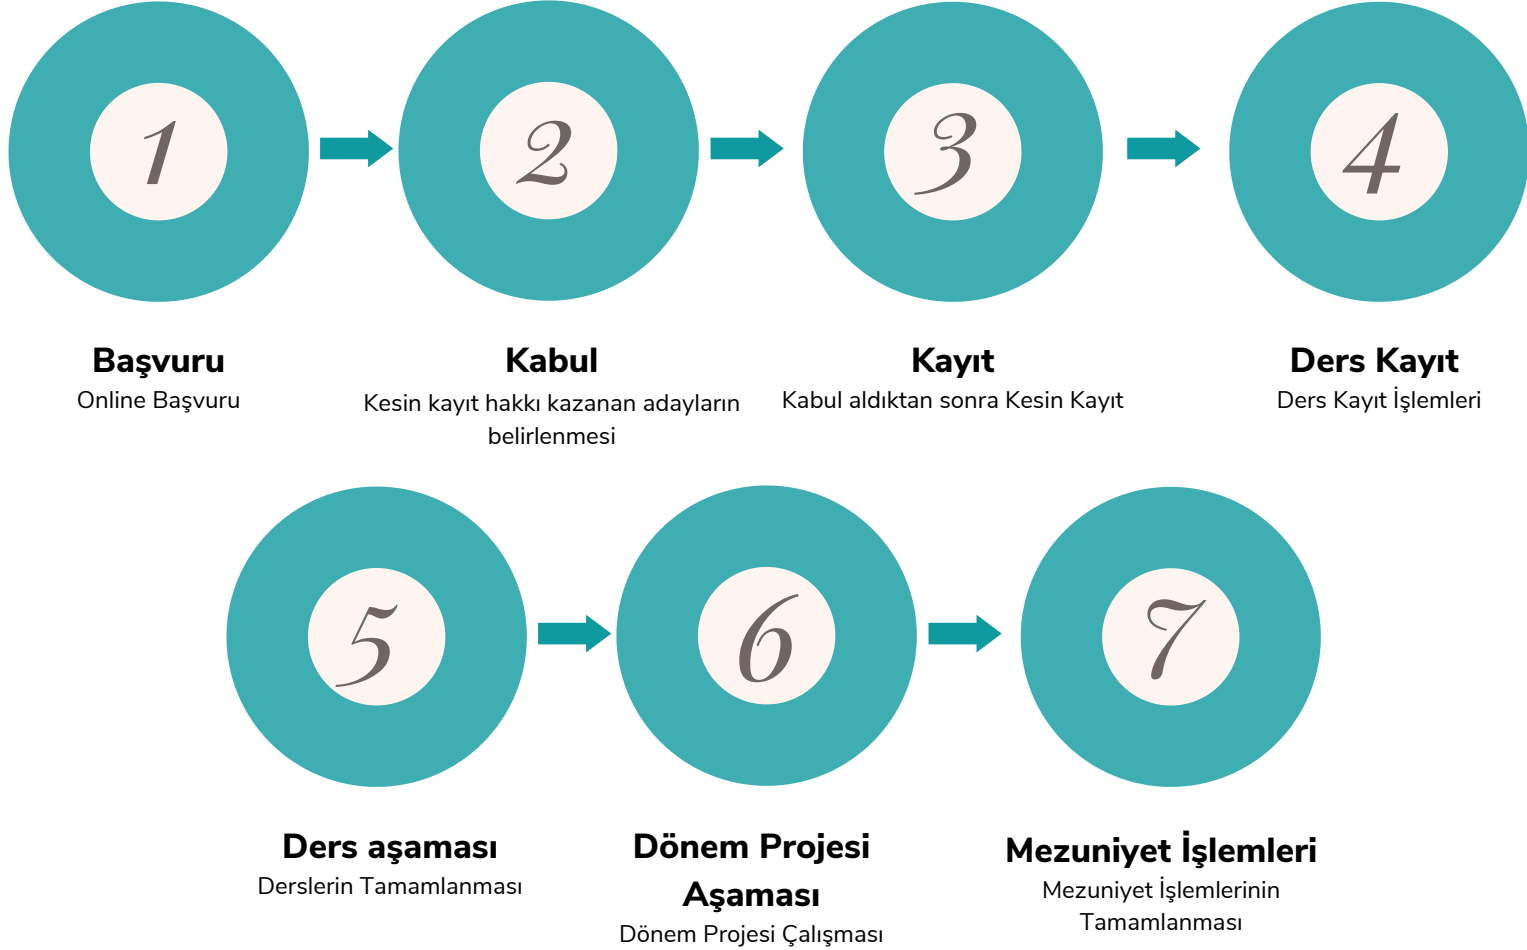 1
2
3
4
Başvuru
Online Başvuru
Kabul
Kesin kayıt hakkı kazanan adayların
belirlenmesi
Kayıt
Kabul aldıktan sonra Kesin Kayıt
Ders Kayıt
Ders Kayıt İşlemleri
5
6
7
Ders aşaması
Derslerin Tamamlanması
Dönem Projesi
Aşaması
Dönem Projesi Çalışması
Mezuniyet İşlemleri
Mezuniyet İşlemlerinin
Tamamlanması